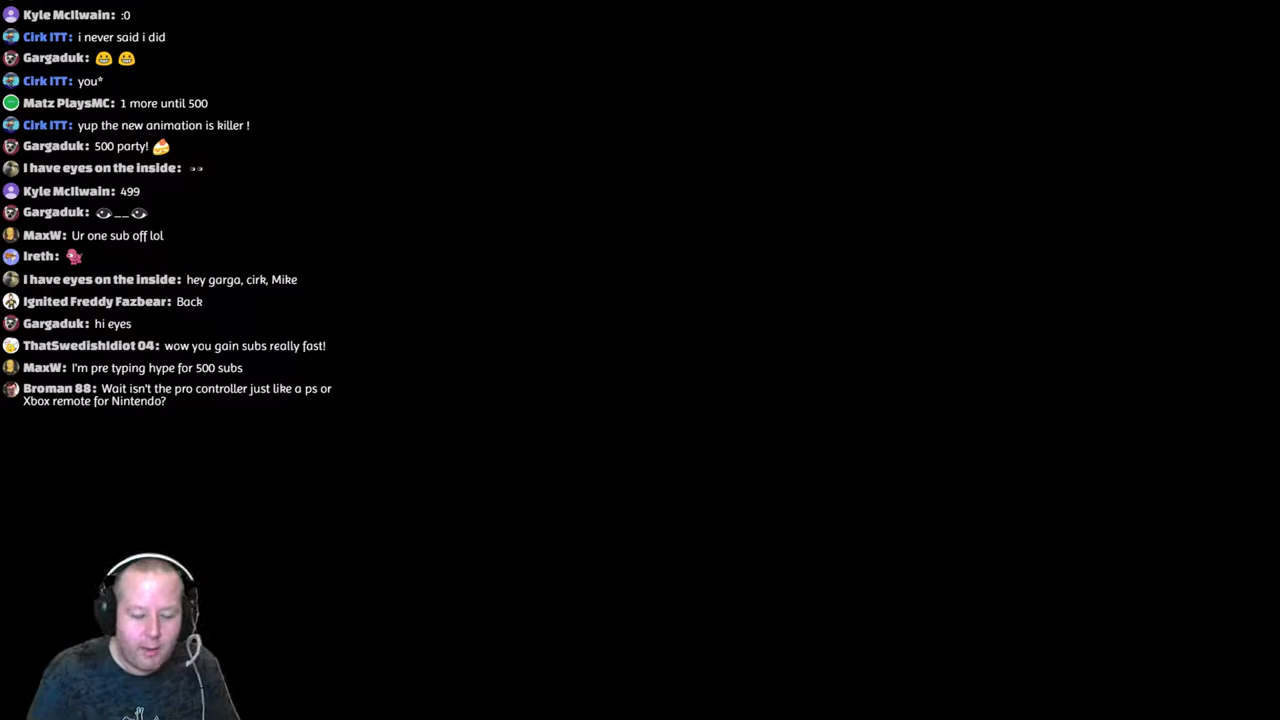 Kyle McIlwain: :0
Cirk ITT: i never said i did
Gargaduk: 😀 😀
Cirk ITT: you*
Matz PlaysMC: 1 more until 500
Cirk ITT: yup the new animation is killer !
Gargaduk: 500 party! 🍰
I have eyes on the inside: 👀
Kyle McIlwain: 499
Gargaduk: 👁__👁
MaxW: Ur one sub off lol
Ireth:
I have eyes on the inside: hey garga, cirk, Mike
Ignited Freddy Fazbear: Back
Gargaduk: hi eyes
ThatSwedishIdiot 04: wow you gain subs really fast!
MaxW: I'm pre typing hype for 500 subs
Broman 88: Wait isn't the pro controller just like a ps or
Xbox remote for Nintendo?